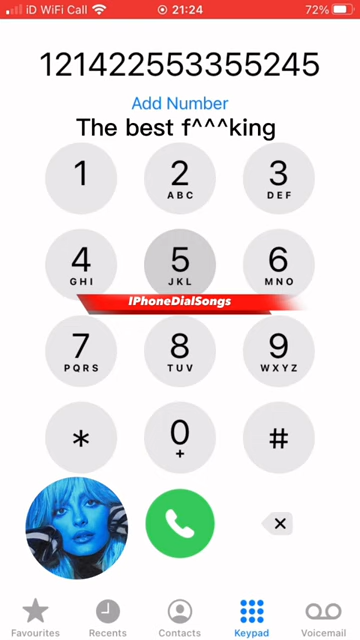 iD WiFi Call 21:24 72%
121422553355245
Add Number
The best f^^^king
1 2 3
ABC DEF
4 5 6
GHI JKL MNO
IPhoneDialSongs
7 8 9
PQRS TUV WXYZ
* 0 #
+
Favourites Recents Contacts Keypad Voicemail